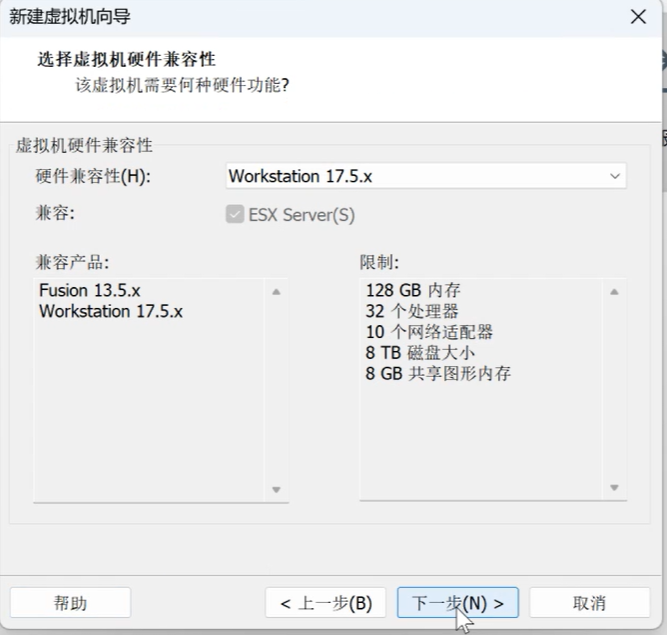 新建虚拟机向导
选择虚拟机硬件兼容性
该虚拟机需要何种硬件功能?
虚拟机硬件兼容性
硬件兼容性(H):
Workstation 17.5.x
兼容:
ESX Server(S)
兼容产品:
Fusion 13.5.x
Workstation 17.5.x
限制:
128 GB 内存
32 个处理器
10 个网络适配器
8 TB 磁盘大小
8 GB 共享图形内存
帮助
< 上一步(B)
下一步(N) >
取消